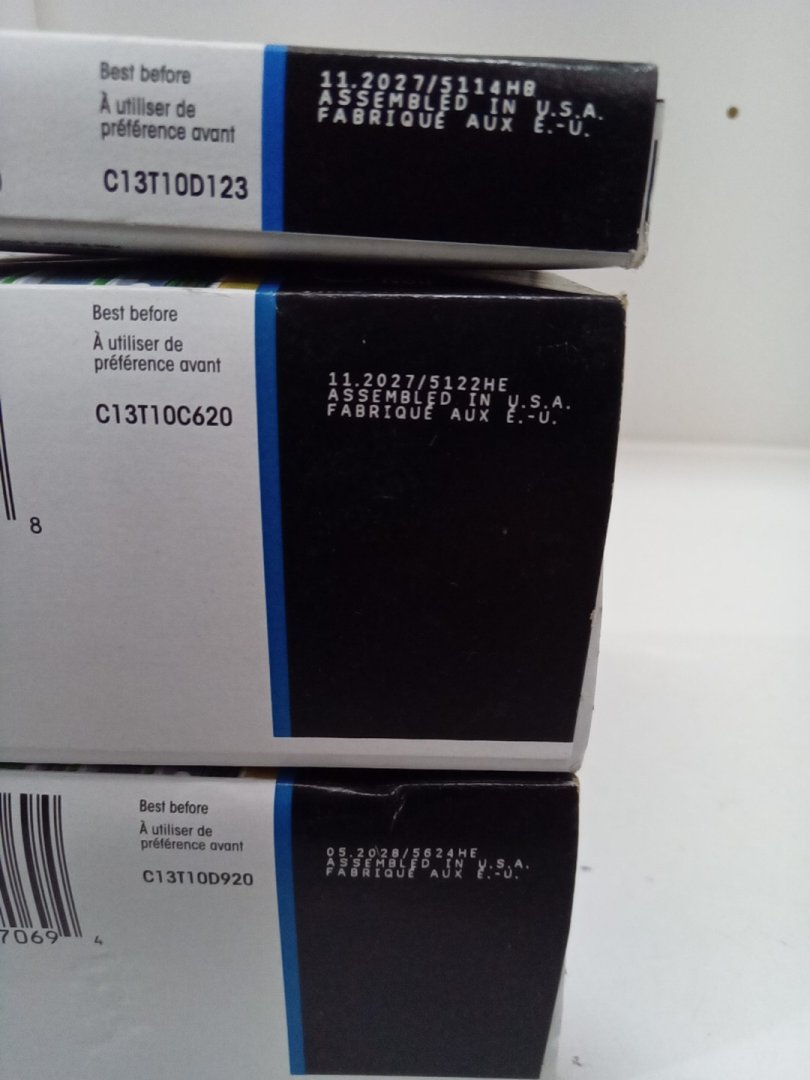 Best before
À utiliser de
préférence avant
C13T10D123
11.2027/5114HB
ASSEMBLED IN U.S.A.
FABRIQUÉ AUX É.-U.
Best before
À utiliser de
préférence avant
C13T10C620
8
11.2027/5122HE
ASSEMBLED IN U.S.A.
FABRIQUÉ AUX É.-U.
Best before
À utiliser de
préférence avant
C13T10D920
7069 4
05.2028/5624HE
ASSEMBLED IN U.S.A.
FABRIQUÉ AUX É.-U.